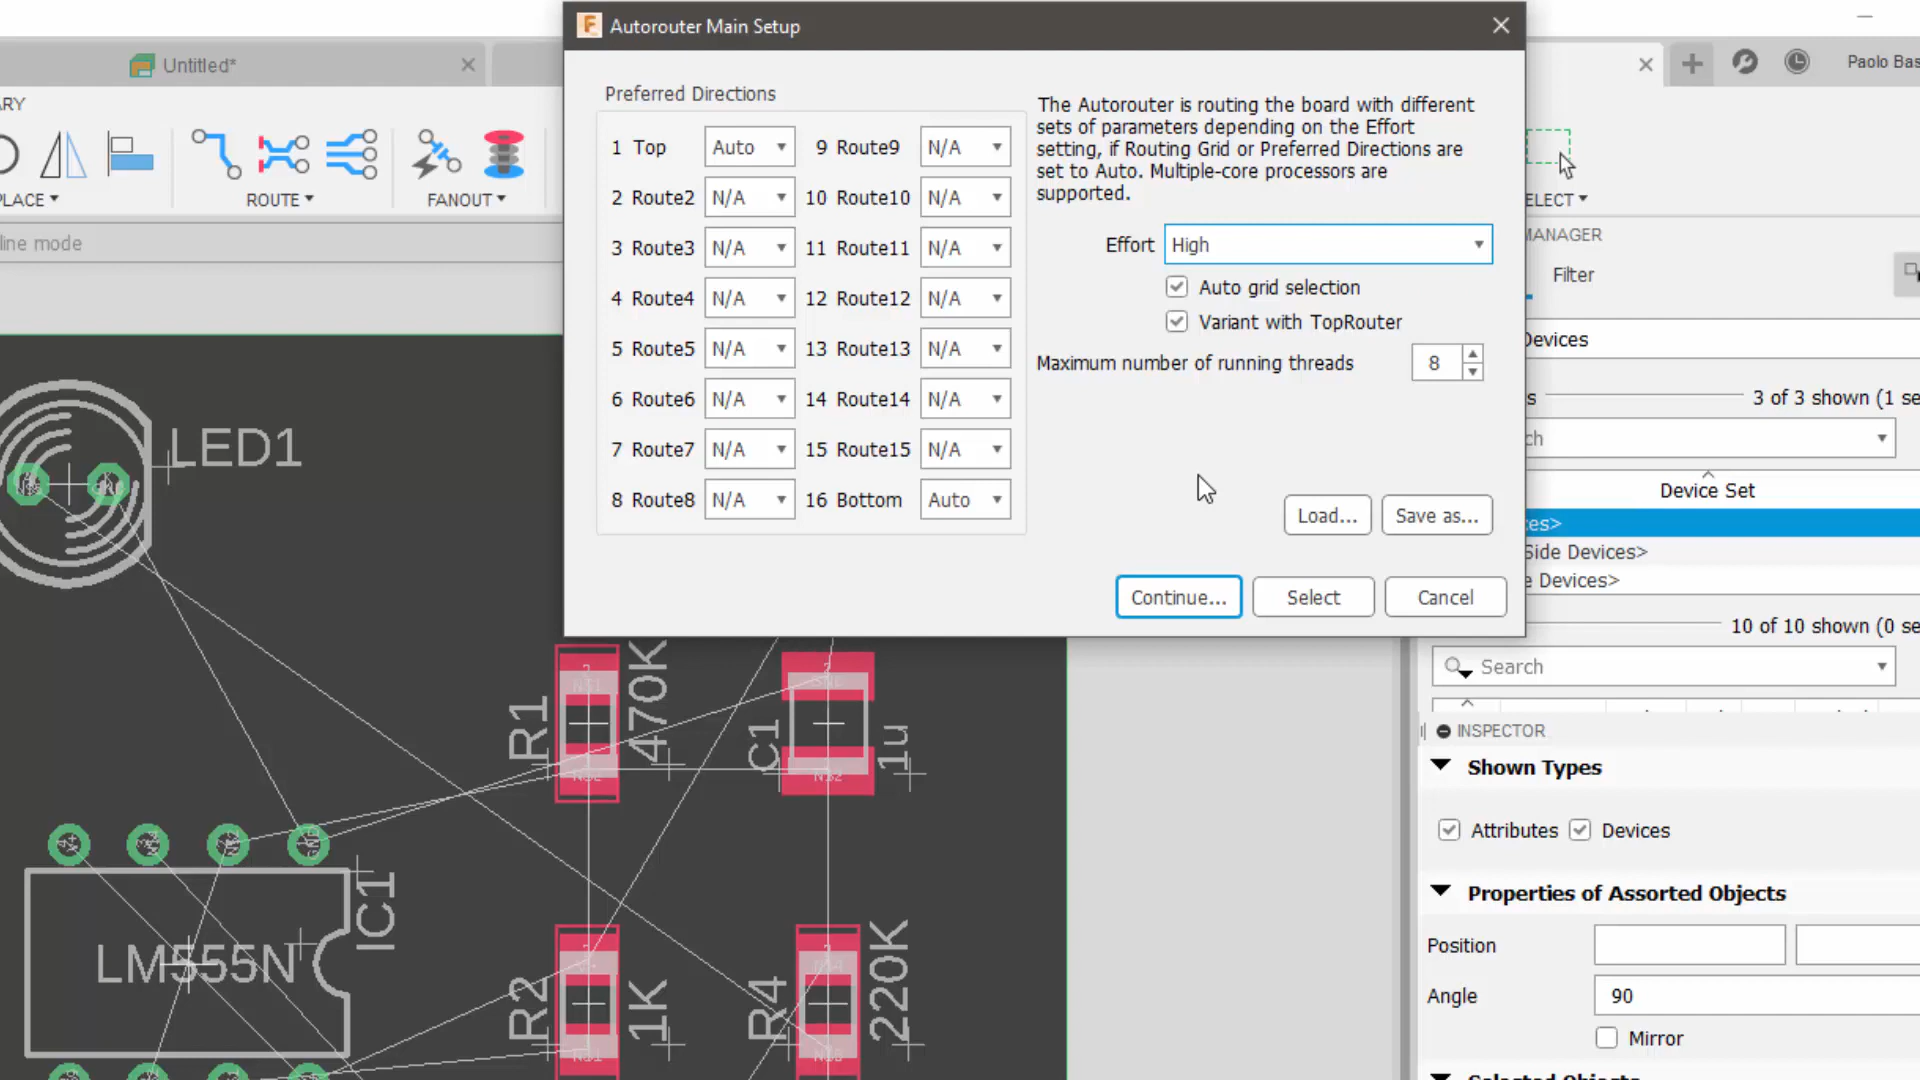 Autorouter Main Setup
Untitled*
Paolo Bas
ARY
PLACE
ROUTE
FANOUT
ELECT
line mode
MANAGER
Filter
Preferred Directions
1 Top Auto 9 Route9 N/A
2 Route2 N/A 10 Route10 N/A
3 Route3 N/A 11 Route11 N/A
4 Route4 N/A 12 Route12 N/A
5 Route5 N/A 13 Route13 N/A
6 Route6 N/A 14 Route14 N/A
7 Route7 N/A 15 Route15 N/A
8 Route8 N/A 16 Bottom Auto
The Autorouter is routing the board with different
sets of parameters depending on the Effort
setting, if Routing Grid or Preferred Directions are
set to Auto. Multiple-core processors are
supported.
Effort High
Auto grid selection
Variant with TopRouter
Maximum number of running threads 8
Load... Save as...
Continue... Select Cancel
Devices
3 of 3 shown (1 se
ch
Device Set
es>
Side Devices>
e Devices>
10 of 10 shown (0 se
Search
INSPECTOR
Shown Types
Attributes Devices
Properties of Assorted Objects
Position
Angle 90
Mirror
Selected Objects
LED1
R1 470K
C1 1u
IC1
LM555N
R2 1K
R4 220K